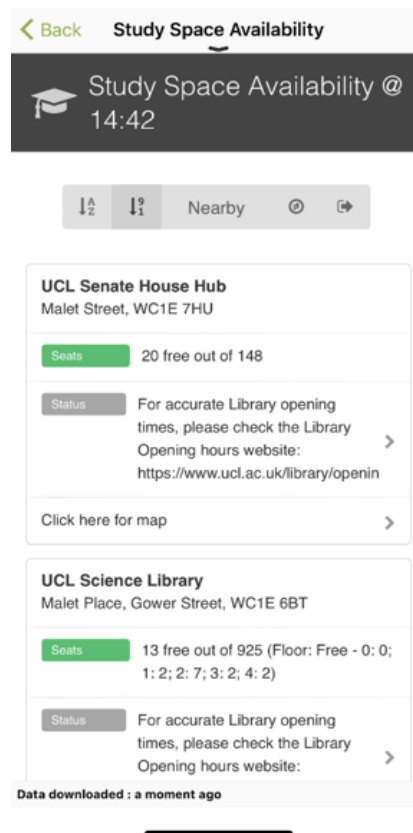 Back Study Space Availability
Study Space Availability @
14:42
Nearby
UCL Senate House Hub
Malet Street, WC1E 7HU
Seats 20 free out of 148
Status For accurate Library opening
times, please check the Library
Opening hours website:
https://www.ucl.ac.uk/library/openin
Click here for map
UCL Science Library
Malet Place, Gower Street, WC1E 6BT
Seats 13 free out of 925 (Floor: Free - 0: 0;
1: 2; 2: 7; 3: 2; 4: 2)
Status For accurate Library opening
times, please check the Library
Opening hours website:
Data downloaded : a moment ago